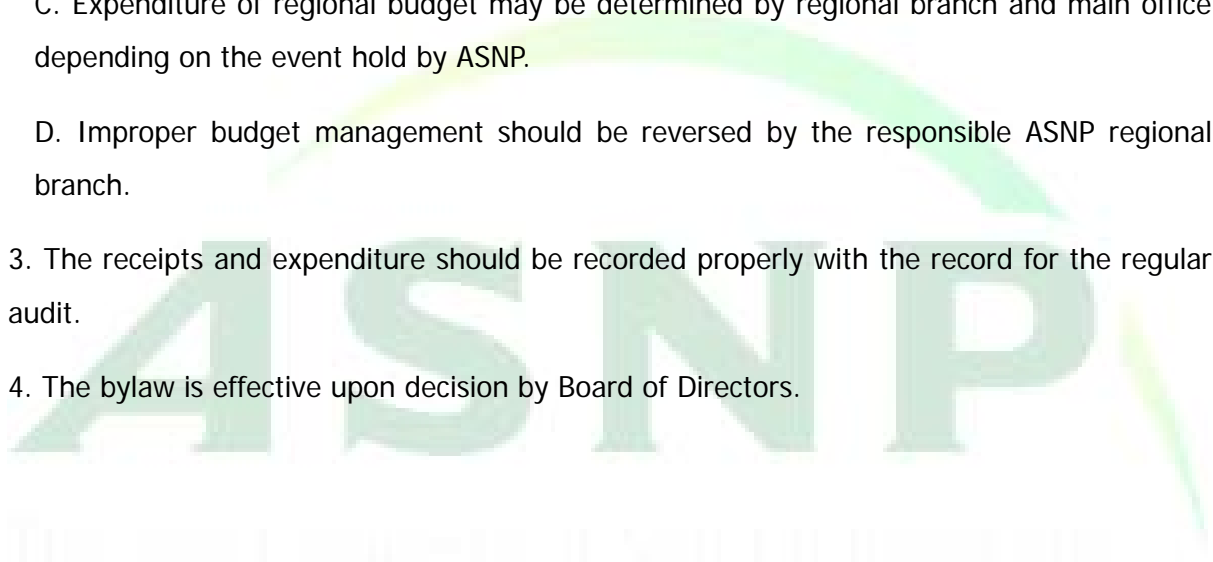 C. Expenditure of regional budget may be determined by regional branch and main office
depending on the event hold by ASNP.
D. Improper budget management should be reversed by the responsible ASNP regional
branch.
3. The receipts and expenditure should be recorded properly with the record for the regular
audit.
4. The bylaw is effective upon decision by Board of Directors.
ASNP